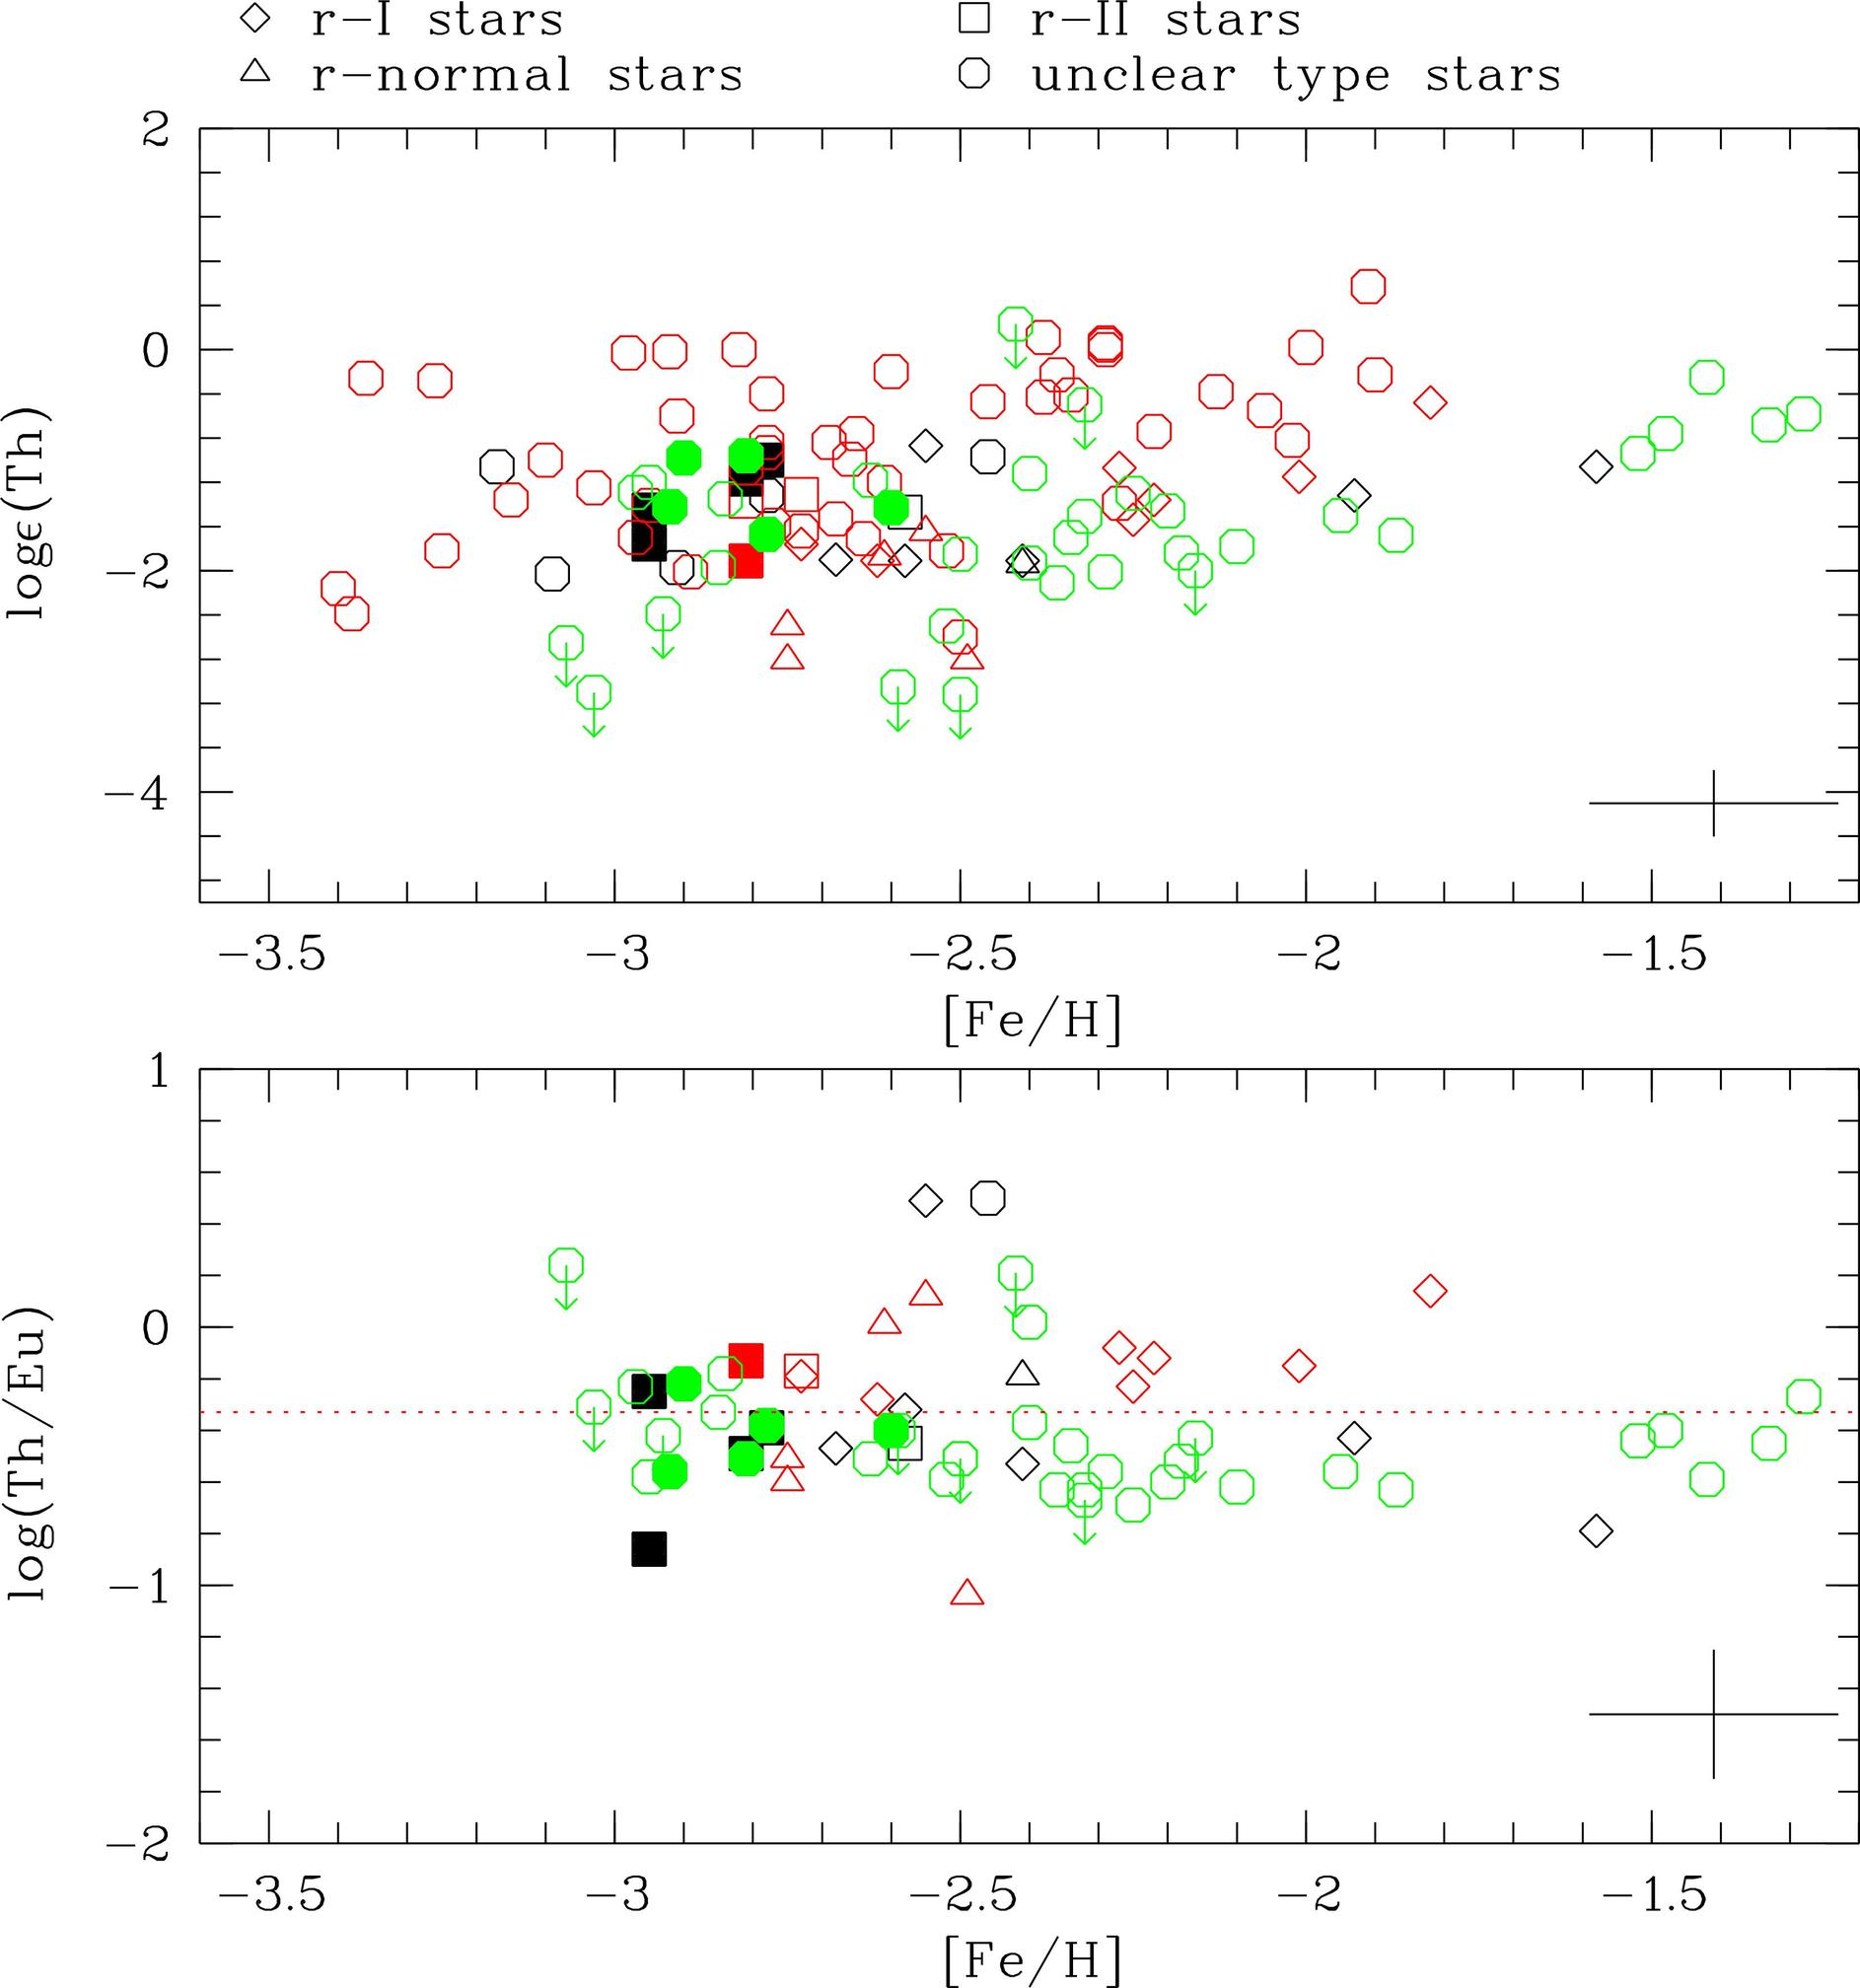 r-I stars
r-II stars
r-normal stars
unclear type stars
2
0
-2
-4
logє(Th)
-3.5 -3 -2.5 -2 -1.5
[Fe/H]
1
0
-1
-2
log(Th/Eu)
-3.5 -3 -2.5 -2 -1.5
[Fe/H]